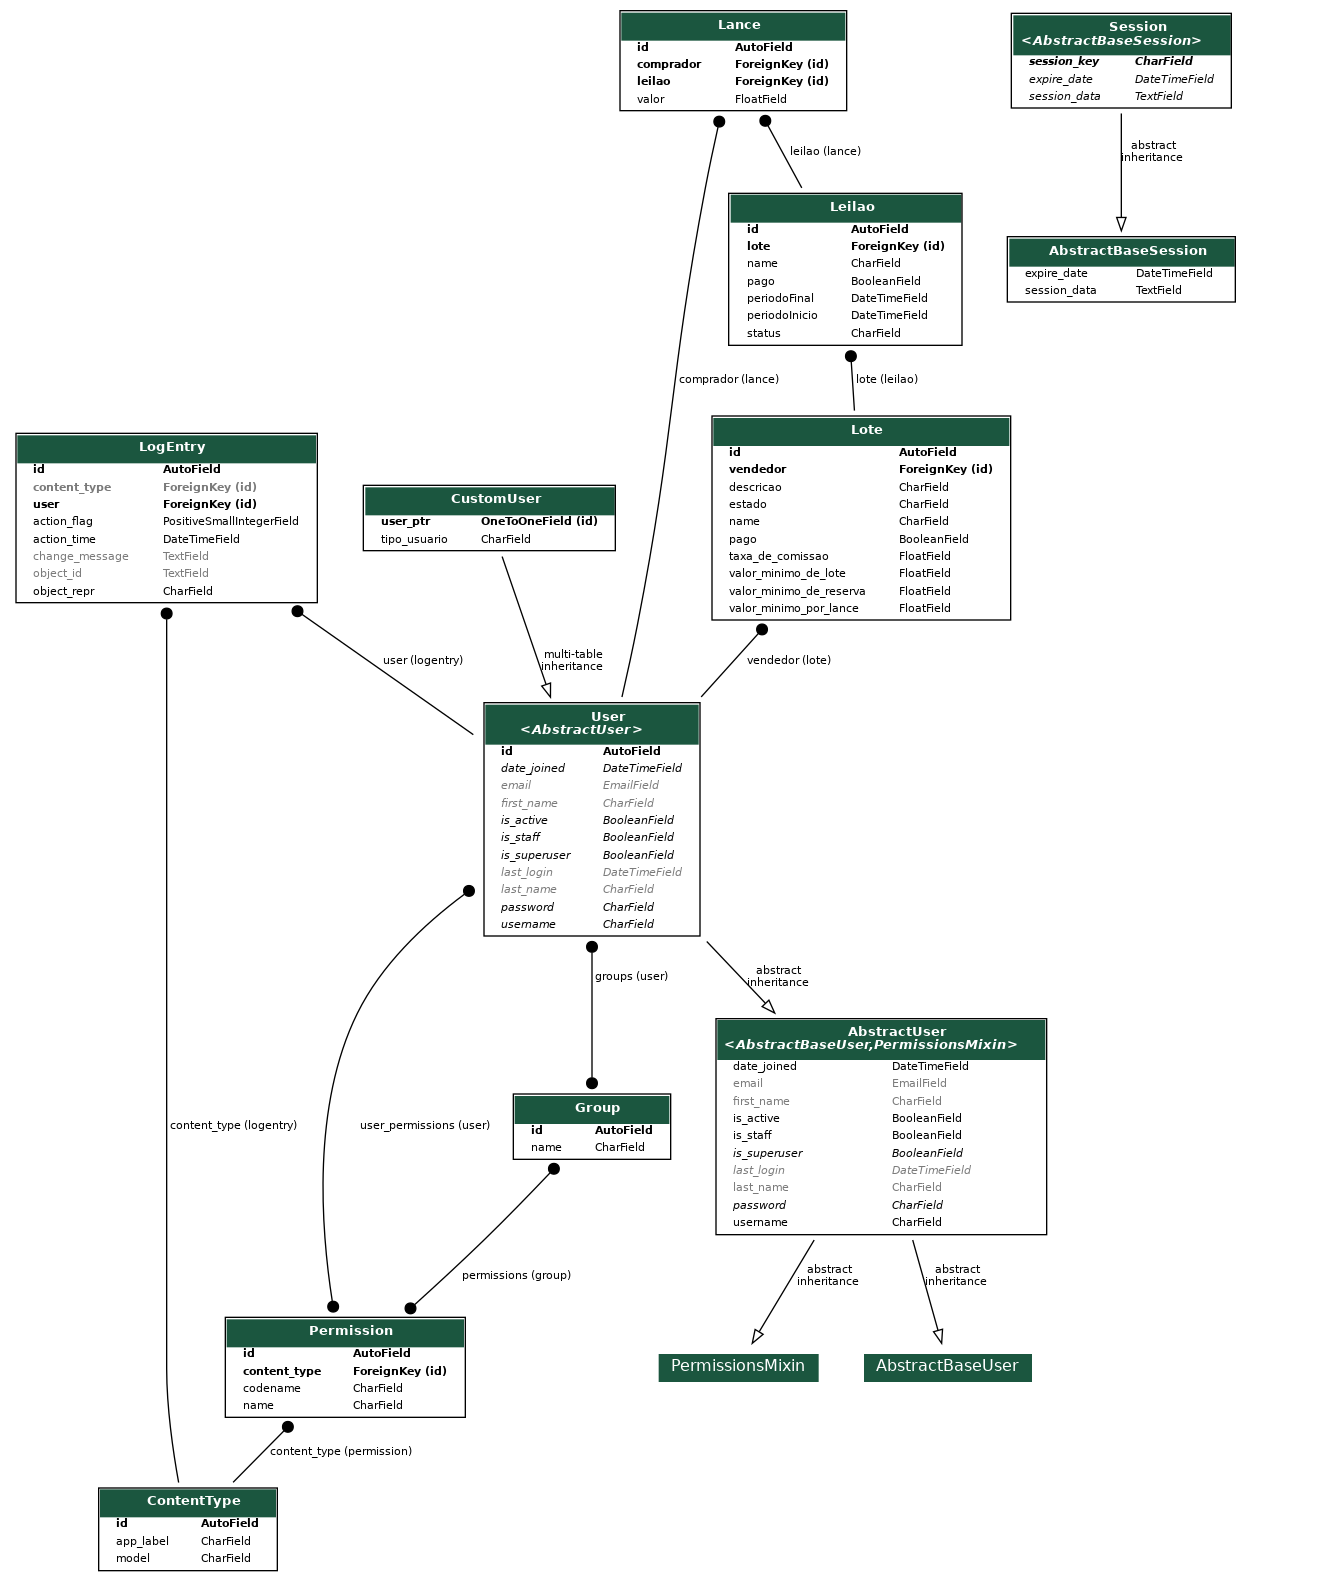 Lance
id AutoField
comprador ForeignKey (id)
leilao ForeignKey (id)
valor FloatField
Session
<AbstractBaseSession>
session_key CharField
expire_date DateTimeField
session_data TextField
leilao (lance)
abstract
inheritance
Leilao
id AutoField
lote ForeignKey (id)
name CharField
pago BooleanField
periodoFinal DateTimeField
periodoInicio DateTimeField
status CharField
AbstractBaseSession
expire_date DateTimeField
session_data TextField
comprador (lance)
lote (leilao)
LogEntry
id AutoField
content_type ForeignKey (id)
user ForeignKey (id)
action_flag PositiveSmallIntegerField
action_time DateTimeField
change_message TextField
object_id TextField
object_repr CharField
CustomUser
user_ptr OneToOneField (id)
tipo_usuario CharField
Lote
id AutoField
vendedor ForeignKey (id)
descricao CharField
estado CharField
name CharField
pago BooleanField
taxa_de_comissao FloatField
valor_minimo_de_lote FloatField
valor_minimo_de_reserva FloatField
valor_minimo_por_lance FloatField
user (logentry)
multi-table
inheritance
vendedor (lote)
User
<AbstractUser>
id AutoField
date_joined DateTimeField
email EmailField
first_name CharField
is_active BooleanField
is_staff BooleanField
is_superuser BooleanField
last_login DateTimeField
last_name CharField
password CharField
username CharField
groups (user)
abstract
inheritance
AbstractUser
<AbstractBaseUser,PermissionsMixin>
date_joined DateTimeField
email EmailField
first_name CharField
is_active BooleanField
is_staff BooleanField
is_superuser BooleanField
last_login DateTimeField
last_name CharField
password CharField
username CharField
content_type (logentry)
user_permissions (user)
Group
id AutoField
name CharField
permissions (group)
abstract
inheritance
abstract
inheritance
Permission
id AutoField
content_type ForeignKey (id)
codename CharField
name CharField
PermissionsMixin
AbstractBaseUser
content_type (permission)
ContentType
id AutoField
app_label CharField
model CharField